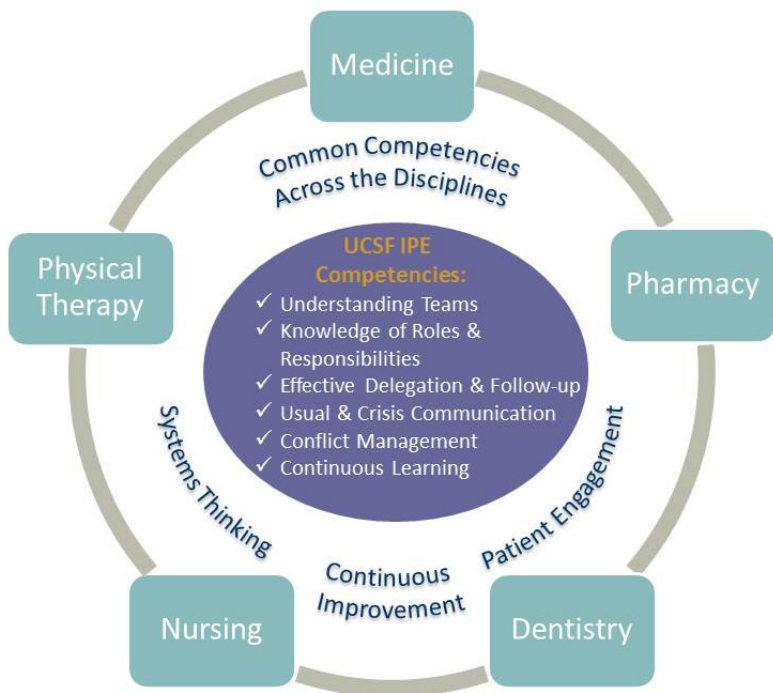 Medicine
Common Competencies
Across the Disciplines
Physical
Therapy
Pharmacy
UCSF IPE
Competencies:
✓ Understanding Teams
✓ Knowledge of Roles &
Responsibilities
✓ Effective Delegation & Follow-up
✓ Usual & Crisis Communication
✓ Conflict Management
✓ Continuous Learning
Systems Thinking
Continuous
Improvement
Patient Engagement
Nursing
Dentistry